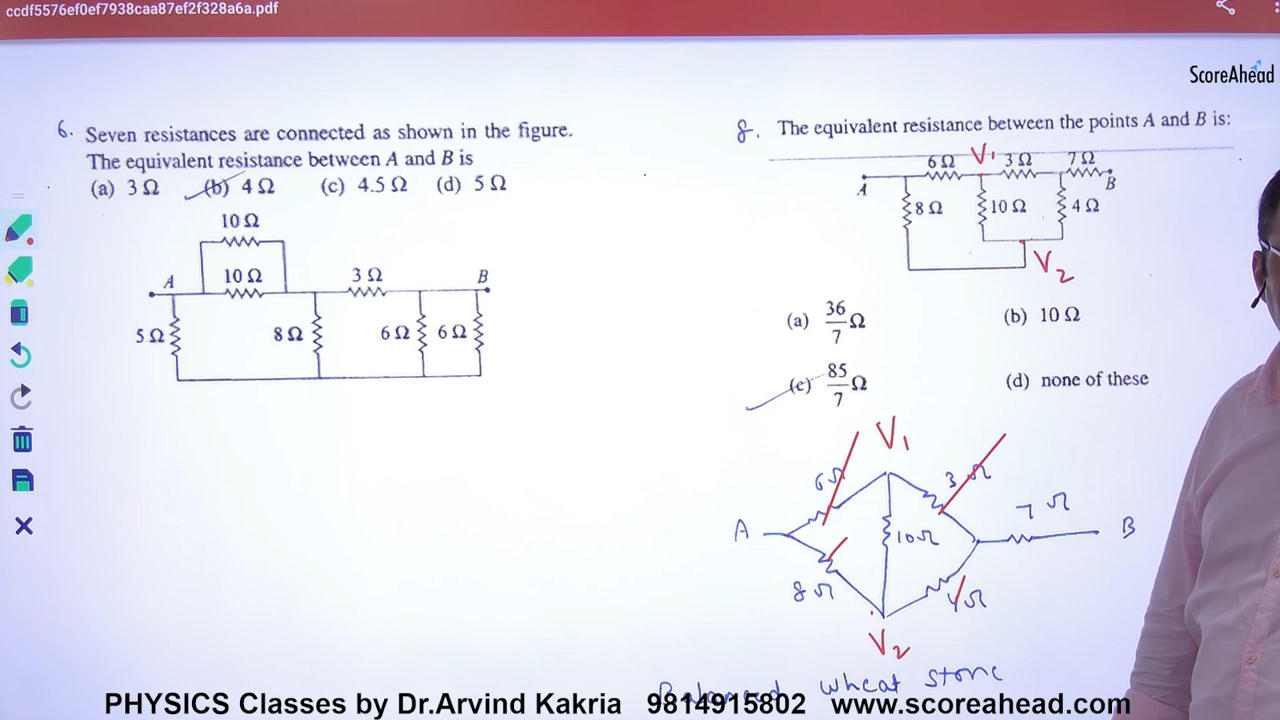 ccdf5576ef0ef7938caa87ef2f328a6a.pdf
ScoreAhead
6. Seven resistances are connected as shown in the figure.
The equivalent resistance between A and B is
(a) 3 Ω (b) 4 Ω (c) 4.5 Ω (d) 5 Ω
10 Ω
A 10 Ω 3 Ω B
5 Ω 8 Ω 6 Ω 6 Ω
8. The equivalent resistance between the points A and B is:
6 Ω V1 3 Ω 7 Ω
A B
8 Ω 10 Ω 4 Ω
V2
(a) 36/7 Ω (b) 10 Ω
(c) 85/7 Ω (d) none of these
V1
6Ω 3Ω
7 Ω
A 10Ω B
8Ω 4Ω
V2
Balanced wheat stone
PHYSICS Classes by Dr.Arvind Kakria 9814915802 www.scoreahead.com